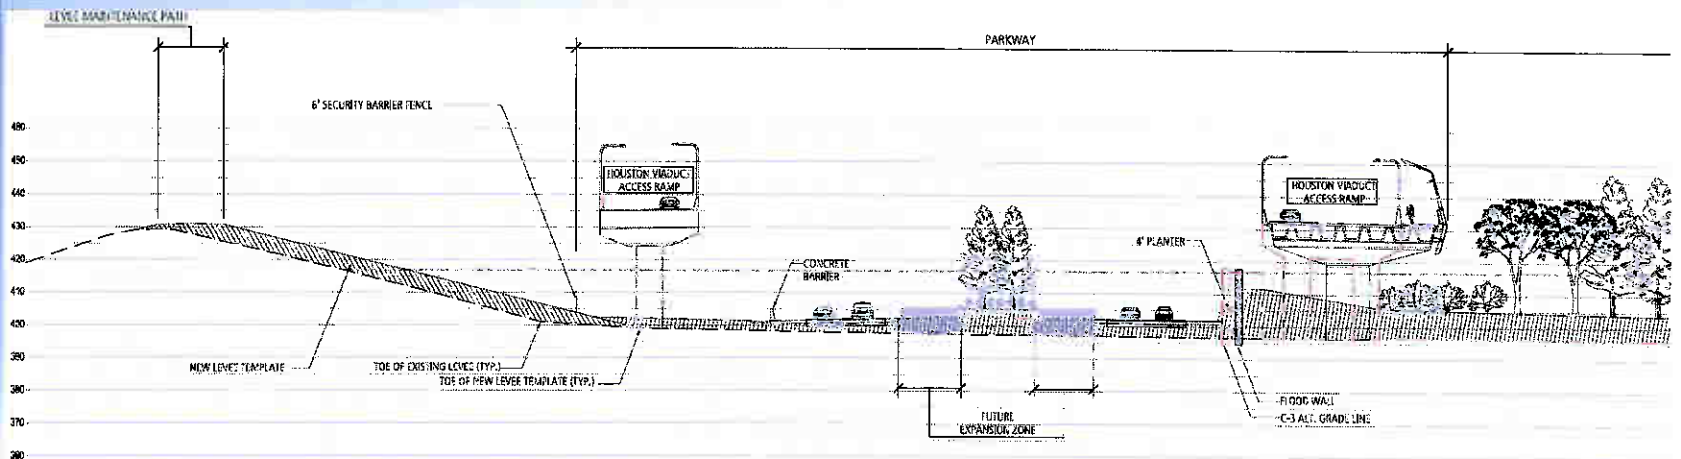 LEVEE MAINTENANCE PATH
PARKWAY
6' SECURITY BARRIER FENCE
480
450
440
430
420
410
400
390
380
370
360
HOUSTON VIADUCT
ACCESS RAMP
HOUSTON VIADUCT
ACCESS RAMP
4' PLANTER
CONCRETE
BARRIER
NEW LEVEE TEMPLATE
TOE OF EXISTING LEVEE (TYP.)
TOE OF NEW LEVEE TEMPLATE (TYP.)
FUTURE
EXPANSION ZONE
FLOOD WALL
C-3 ALT. GRADE LINE